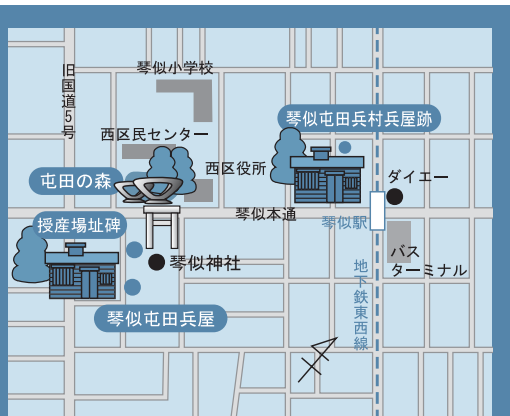 旧国道5号
琴似小学校
西区民センター
琴似屯田兵村兵屋跡
西区役所
屯田の森
ダイエー
琴似本通
琴似駅
授産場址碑
バス
ターミナル
琴似神社
地下鉄東西線
琴似屯田兵屋